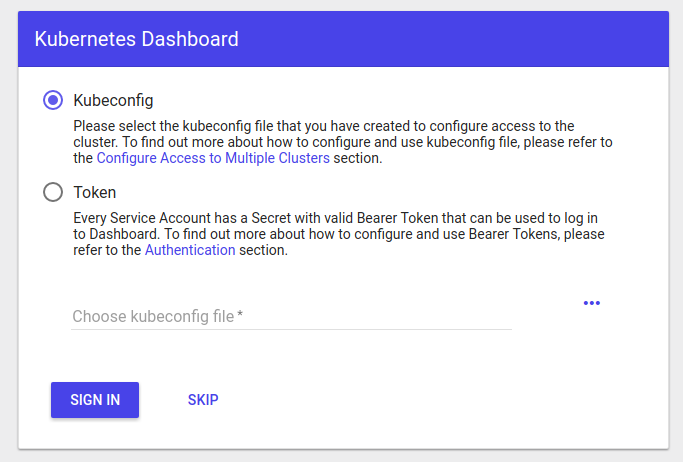 Kubernetes Dashboard
Kubeconfig
Please select the kubeconfig file that you have created to configure access to the
cluster. To find out more about how to configure and use kubeconfig file, please refer to
the Configure Access to Multiple Clusters section.
Token
Every Service Account has a Secret with valid Bearer Token that can be used to log in
to Dashboard. To find out more about how to configure and use Bearer Tokens, please
refer to the Authentication section.
Choose kubeconfig file *
SIGN IN SKIP